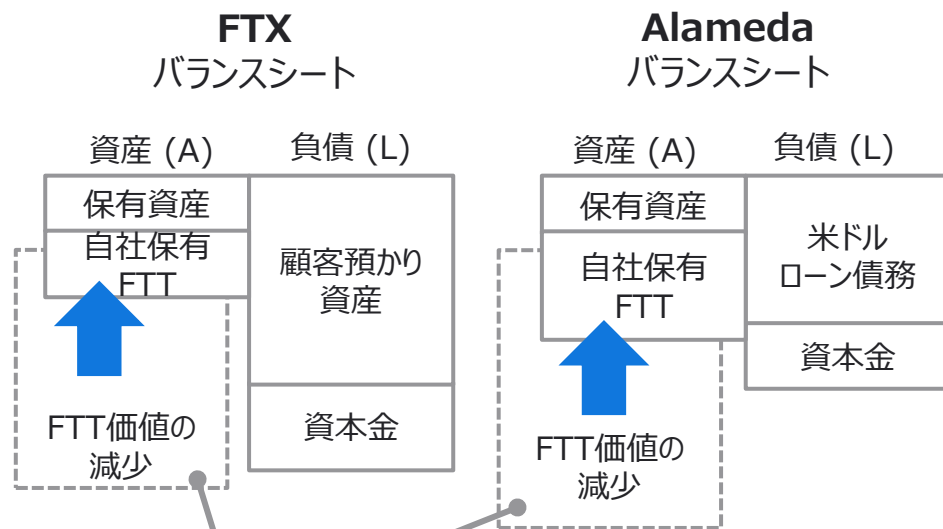 FTX
バランスシート
資産 (A)
負債 (L)
保有資産
自社保有
FTT
顧客預かり
資産
資本金
FTT価値の
減少
Alameda
バランスシート
資産 (A)
負債 (L)
保有資産
自社保有
FTT
米ドル
ローン債務
資本金
FTT価値の
減少